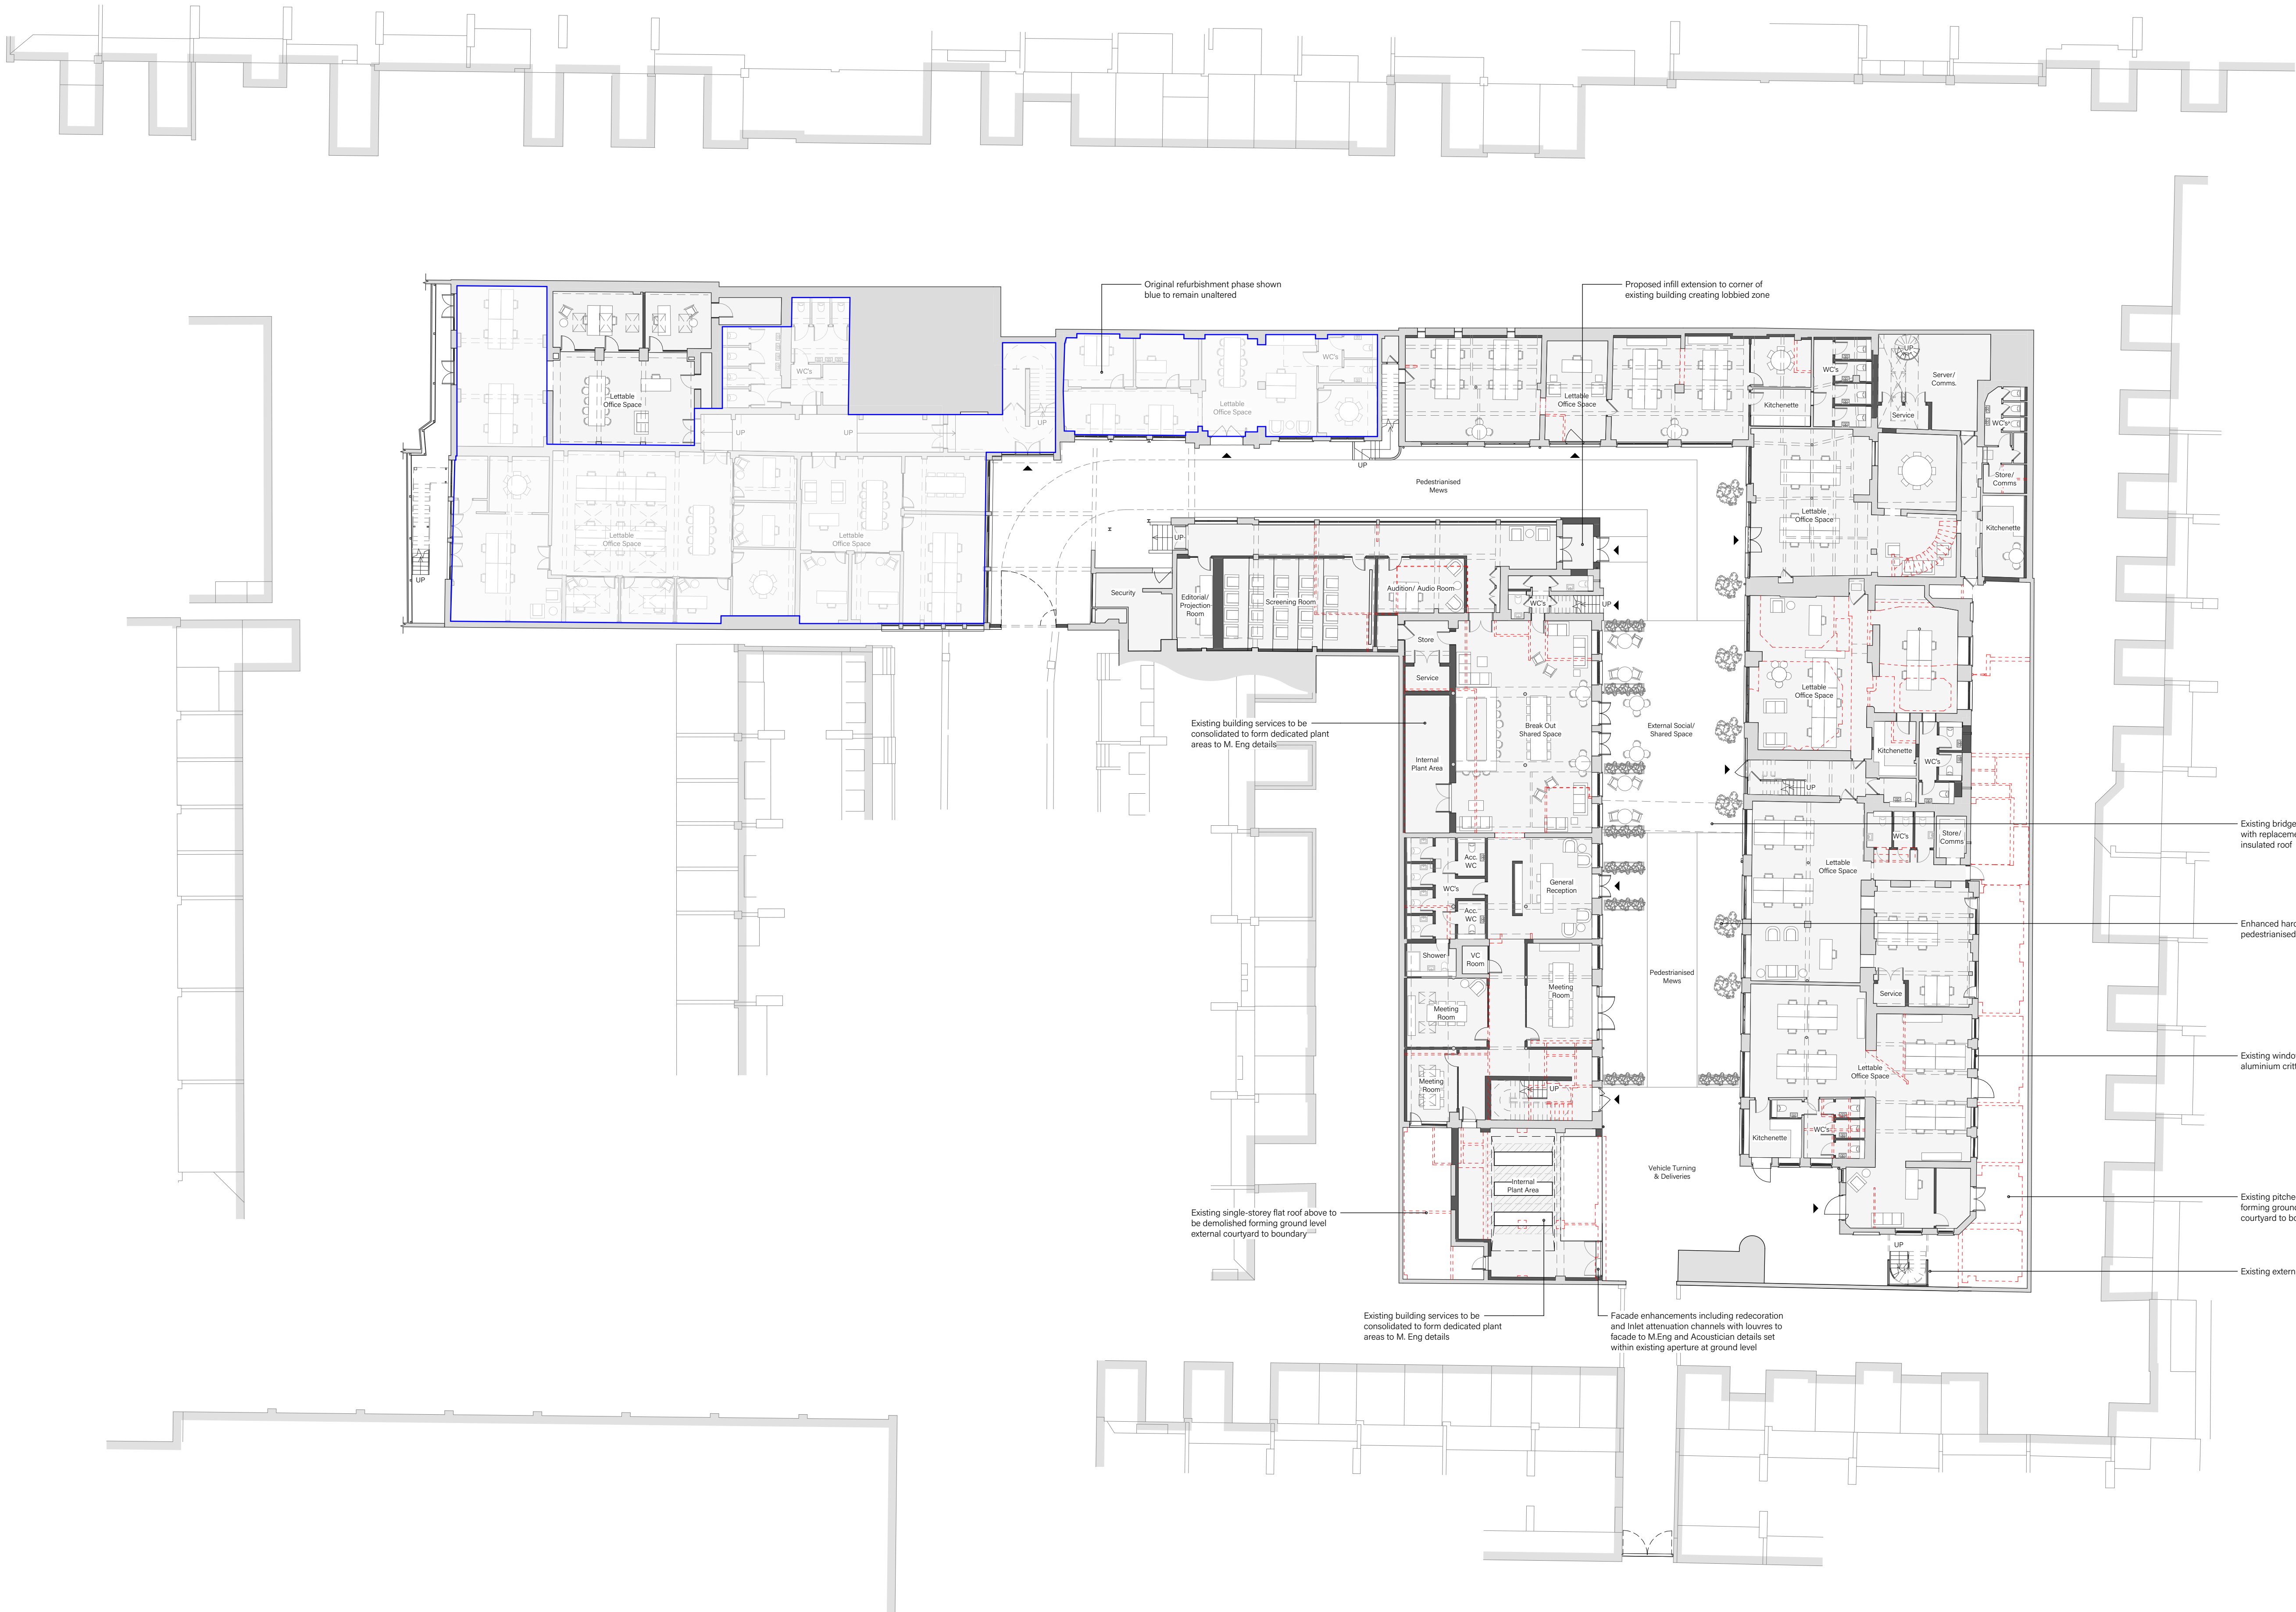 Original refurbishment phase shown
blue to remain unaltered
Proposed infill extension to corner of
existing building creating lobbied zone
Lettable
Office Space
WC's
UP
UP
UP
Lettable
Office Space
Lettable
Office Space
UP
Lettable
Office Space
WC's
UP
Lettable
Office Space
Kitchenette
WC's
UP
Server/
Comms.
Service
WC's
Store/
Comms
Kitchenette
Lettable
Office Space
Pedestrianised
Mews
UP
Security
Editorial/
Projection
Room
Screening Room
Audition/ Audio Room
WC's
UP
Store
Service
Internal
Plant Area
Break Out
Shared Space
External Social/
Shared Space
Existing building services to be
consolidated to form dedicated plant
areas to M. Eng details
Lettable
Office Space
Kitchenette
WC's
UP
WC's
Store/
Comms
Lettable
Office Space
Existing bridge
with replaceme
insulated roof
Acc.
WC
WC's
Acc.
WC
General
Reception
Shower
VC
Room
Meeting
Room
Meeting
Room
Meeting
Room
UP
Pedestrianised
Mews
Enhanced hard
pedestrianised
Service
Lettable
Office Space
Existing windo
aluminium critt
Kitchenette
WC's
Vehicle Turning
& Deliveries
Internal
Plant Area
Existing single-storey flat roof above to
be demolished forming ground level
external courtyard to boundary
Existing pitche
forming ground
courtyard to bo
UP
Existing extern
Existing building services to be
consolidated to form dedicated plant
areas to M. Eng details
Facade enhancements including redecoration
and Inlet attenuation channels with louvres to
facade to M.Eng and Acoustician details set
within existing aperture at ground level